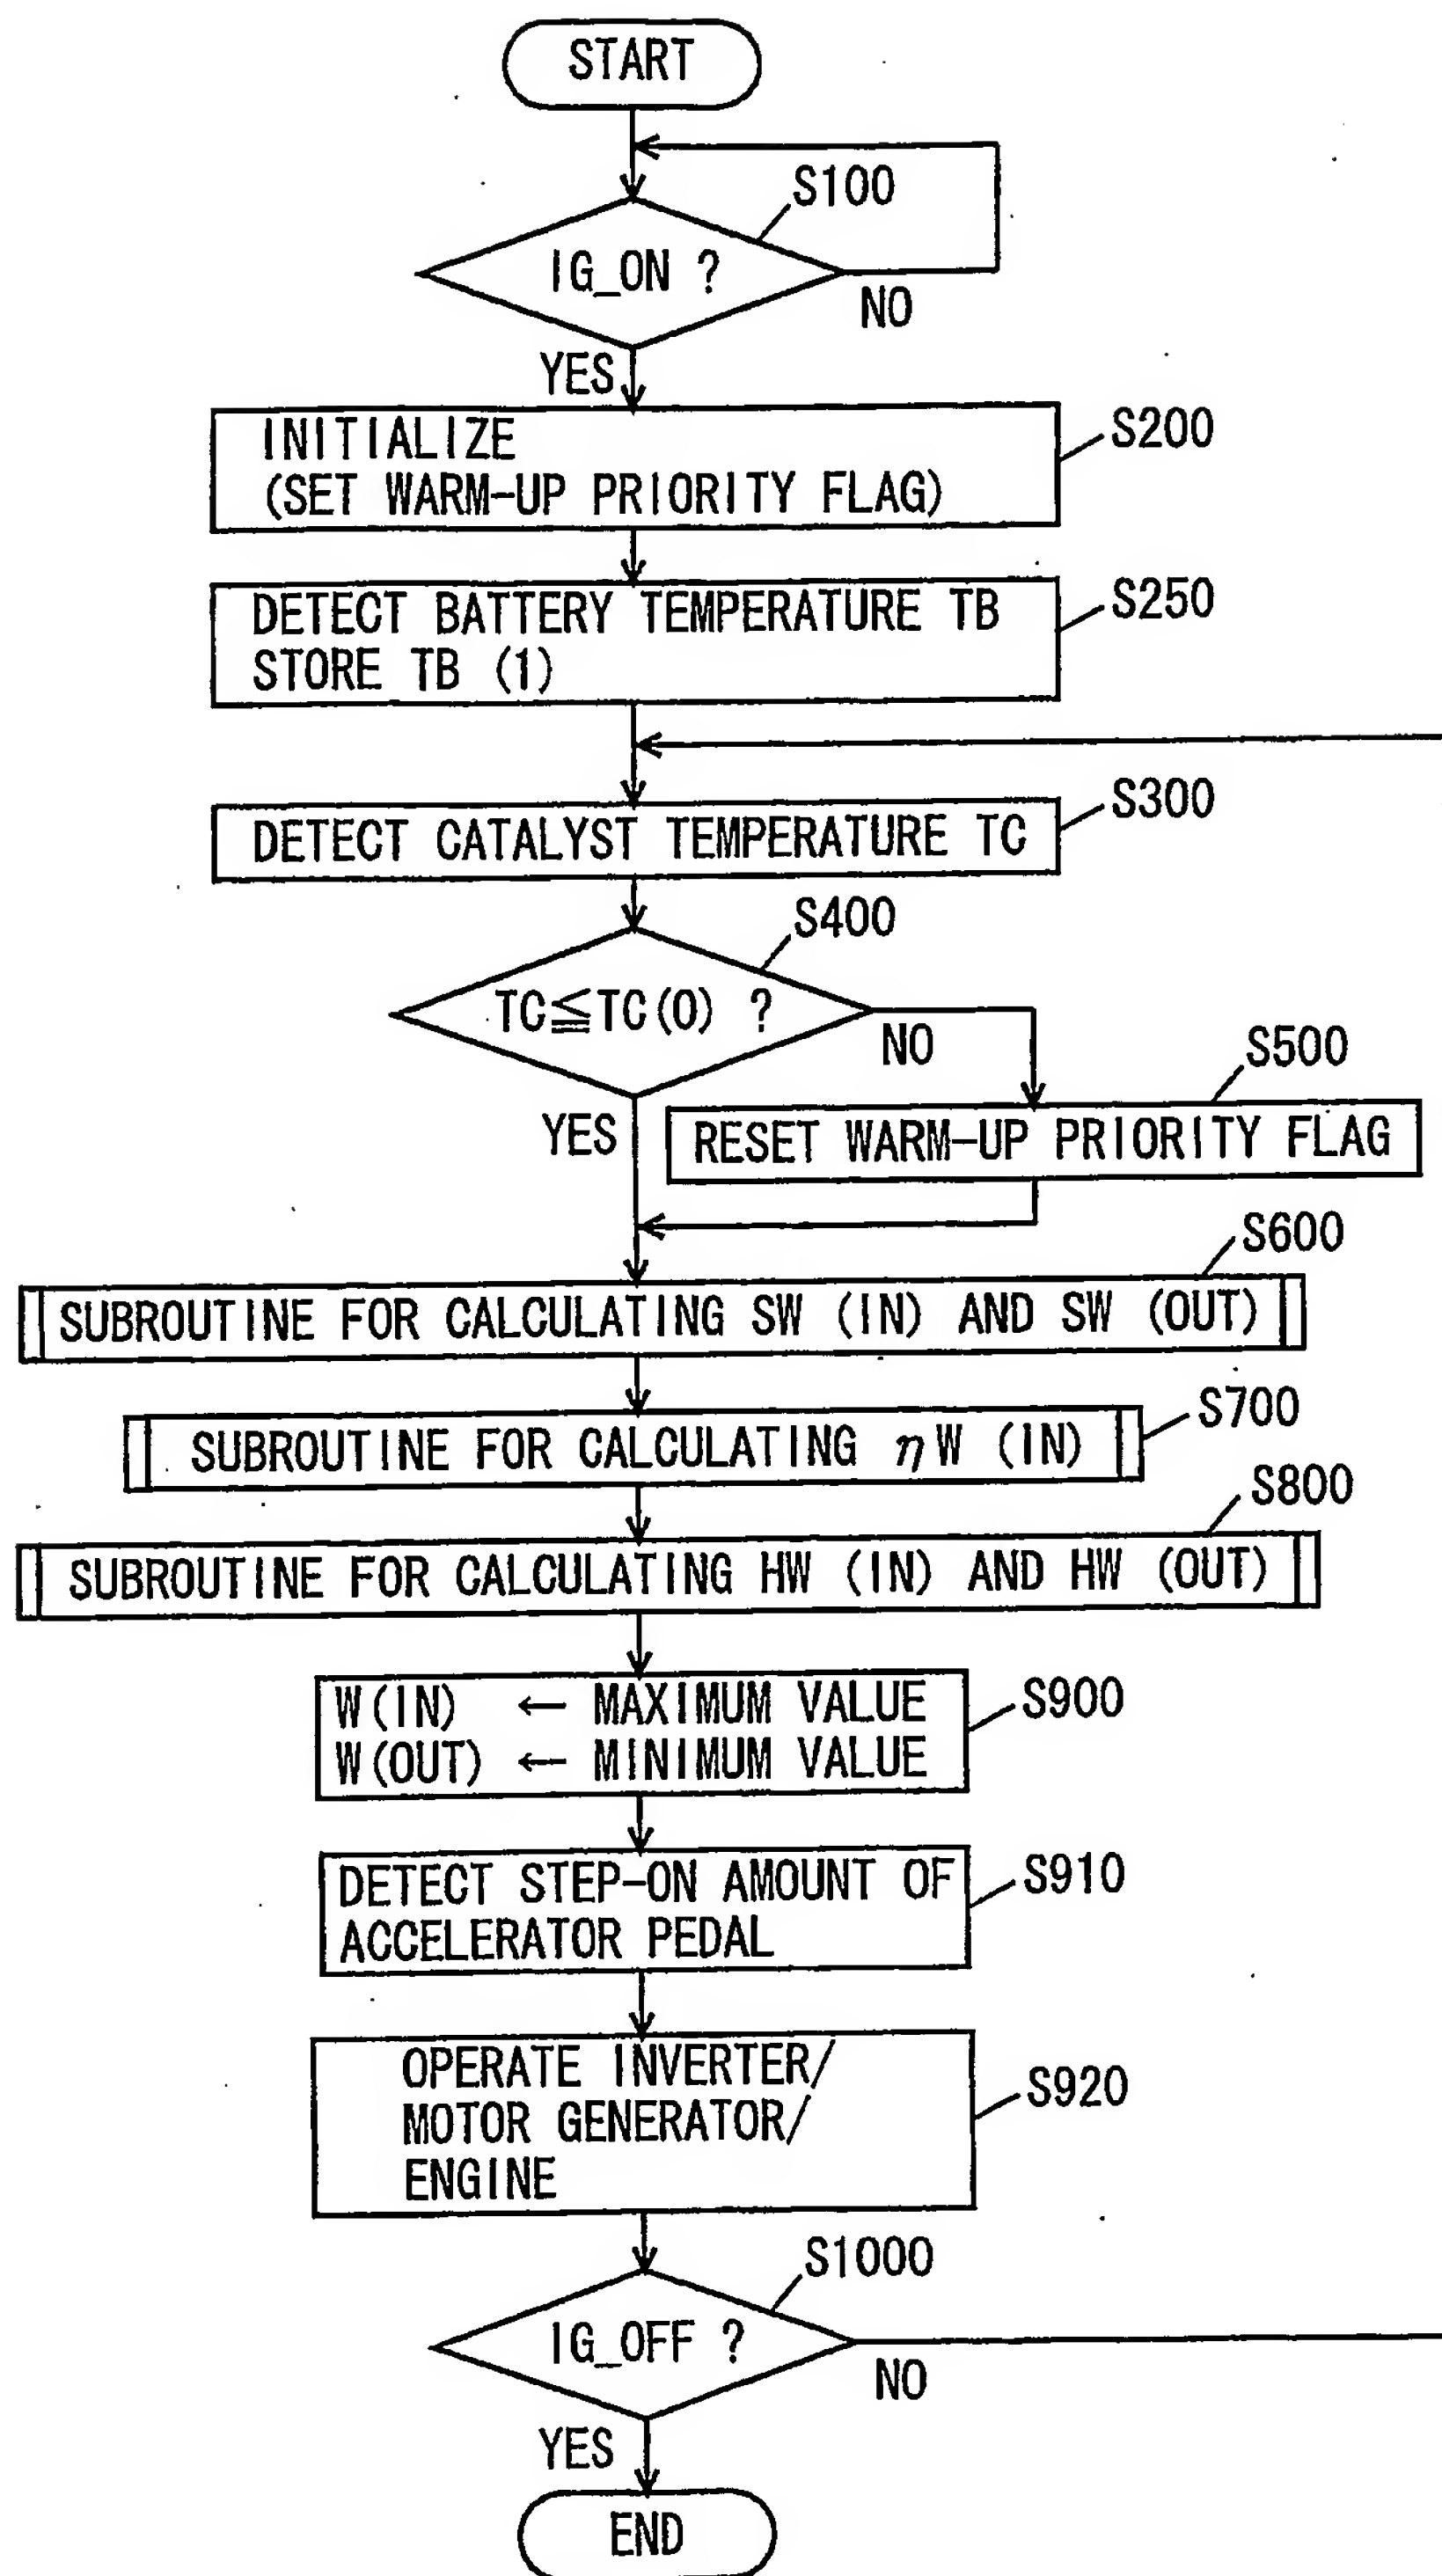 START
S100
IG_ON ?
NO
YES
S200
INITIALIZE
(SET WARM-UP PRIORITY FLAG)
S250
DETECT BATTERY TEMPERATURE TB
STORE TB (1)
S300
DETECT CATALYST TEMPERATURE TC
S400
TC≦TC(0) ?
NO
S500
YES
RESET WARM-UP PRIORITY FLAG
S600
SUBROUTINE FOR CALCULATING SW (IN) AND SW (OUT)
S700
SUBROUTINE FOR CALCULATING ηW (IN)
S800
SUBROUTINE FOR CALCULATING HW (IN) AND HW (OUT)
S900
W(IN) ← MAXIMUM VALUE
W(OUT) ← MINIMUM VALUE
S910
DETECT STEP-ON AMOUNT OF
ACCELERATOR PEDAL
S920
OPERATE INVERTER/
MOTOR GENERATOR/
ENGINE
S1000
IG_OFF ?
NO
YES
END